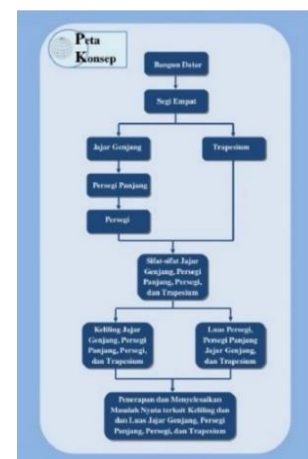 Peta
Konsep
Bangun Datar
Segi Empat
Jajar Genjang
Trapesium
Persegi Panjang
Persegi
Sifat-sifat Jajar
Genjang, Persegi
Panjang, Persegi,
dan Trapesium
Keliling Jajar
Genjang, Persegi
Panjang, Persegi,
dan Trapesium
Luas Persegi,
Persegi Panjang
Jajar Genjang,
dan Trapesium
Penerapan dan Menyelesaikan
Masalah Nyata terkait Keliling dan
dan Luas Jajar Genjang, Persegi
Panjang, Persegi, dan Trapesium